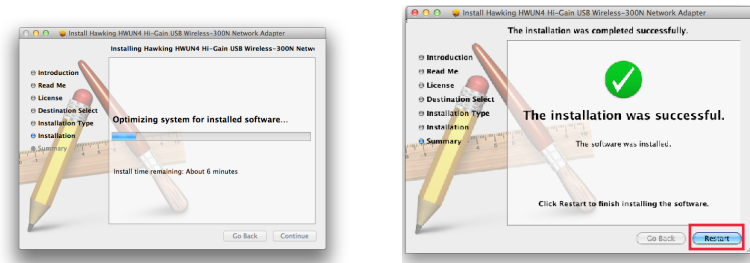 Install Hawking HWUN4 Hi-Gain USB Wireless-300N Network Adapter
Installing Hawking HWUN4 Hi-Gain USB Wireless-300N Netwo
Introduction
Read Me
License
Destination Select
Installation Type
Installation
Summary
Optimizing system for installed software...
Install time remaining: About 6 minutes
Go Back
Continue
Install Hawking HWUN4 Hi-Gain USB Wireless-300N Network Adapter
The installation was completed successfully.
Introduction
Read Me
License
Destination Select
Installation Type
Installation
Summary
The installation was successful.
The software was installed.
Click Restart to finish installing the software.
Go Back
Restart